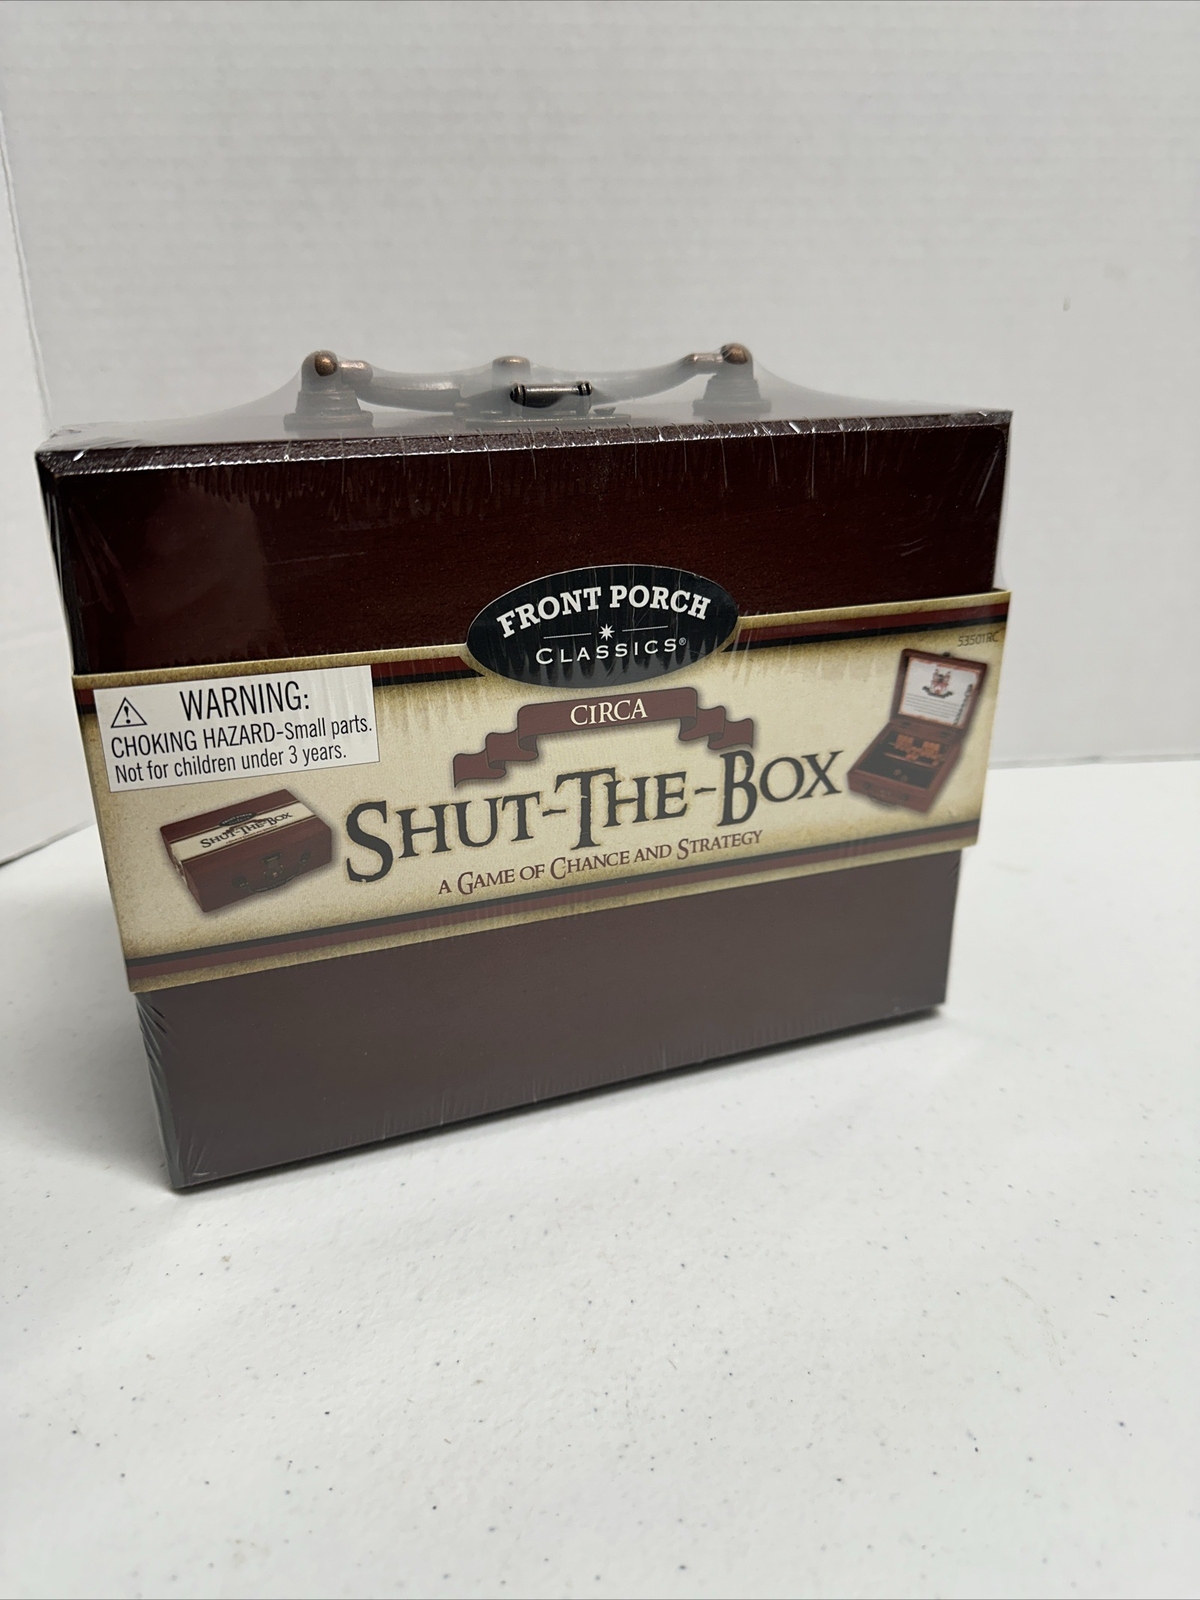 FRONT PORCH
CLASSICS®
53501RC
WARNING:
CHOKING HAZARD-Small parts.
Not for children under 3 years.
CIRCA
SHUT-THE-BOX
A GAME OF CHANCE AND STRATEGY
SHUT-THE-BOX